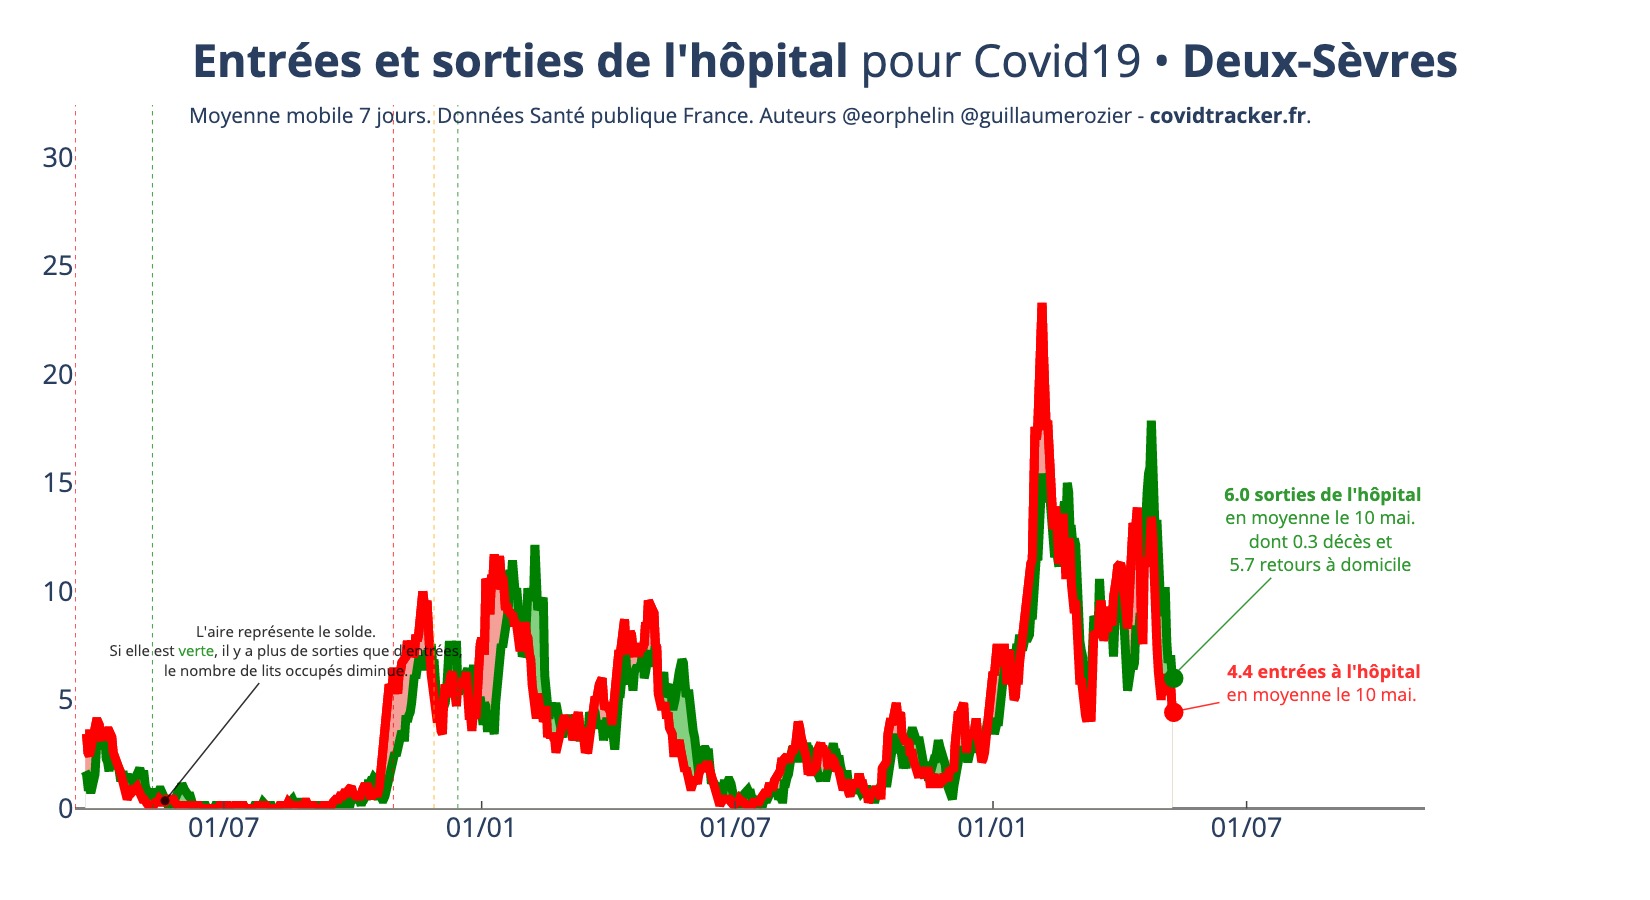 Entrées et sorties de l'hôpital pour Covid19 • Deux-Sèvres
Moyenne mobile 7 jours. Données Santé publique France. Auteurs @eorphelin @guillaumerozier - covidtracker.fr.
30
25
20
15
10
5
0
L'aire représente le solde.
Si elle est verte, il y a plus de sorties que d'entrées,
le nombre de lits occupés diminue.
6.0 sorties de l'hôpital
en moyenne le 10 mai.
dont 0.3 décès et
5.7 retours à domicile
4.4 entrées à l'hôpital
en moyenne le 10 mai.
01/07
01/01
01/07
01/01
01/07